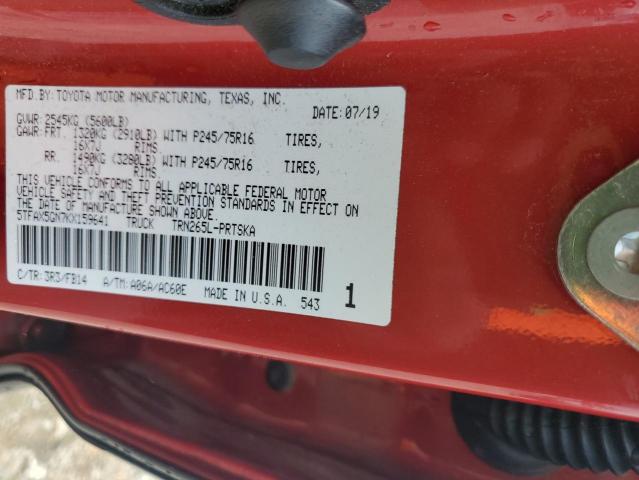 MFD.BY: TOYOTA MOTOR MANUFACTURING, TEXAS, INC.
DATE: 07/19
GVWR: 2545KG (5600LB)
GAWR: FRT. 1320KG (2910LB) WITH P245/75R16 TIRES,
16X7J RIMS
RR. 1490KG (3280LB) WITH P245/75R16 TIRES,
16X7J RIMS
THIS VEHICLE CONFORMS TO ALL APPLICABLE FEDERAL MOTOR
VEHICLE SAFETY AND THEFT PREVENTION STANDARDS IN EFFECT ON
THE DATE OF MANUFACTURE SHOWN ABOVE.
5TFAX5GN7KX159641 TRUCK TRN265L-PRTSKA
C/TR: 3R3/FB14 A/TM: A06A/AC60E MADE IN U.S.A. 543 1